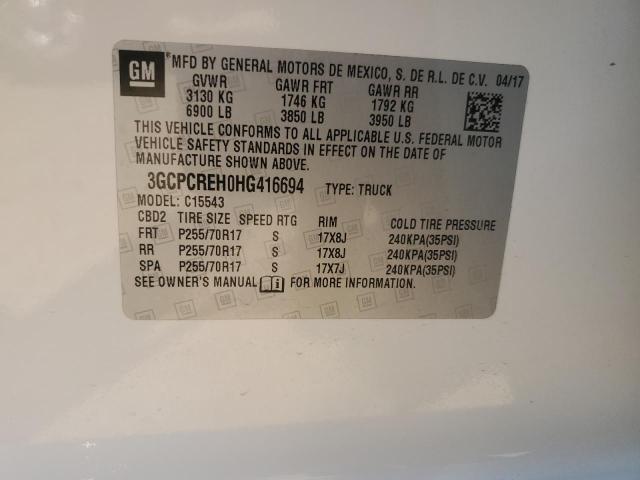 GM
*MFD BY GENERAL MOTORS DE MEXICO, S. DE R.L. DE C.V. 04/17
GVWR GAWR FRT GAWR RR
3130 KG 1746 KG 1792 KG
6900 LB 3850 LB 3950 LB
THIS VEHICLE CONFORMS TO ALL APPLICABLE U.S. FEDERAL MOTOR
VEHICLE SAFETY STANDARDS IN EFFECT ON THE DATE OF
MANUFACTURE SHOWN ABOVE.
3GCPCREH0HG416694 TYPE: TRUCK
MODEL: C15543
CBD2 TIRE SIZE SPEED RTG RIM COLD TIRE PRESSURE
FRT P255/70R17 S 17X8J 240KPA(35PSI)
RR P255/70R17 S 17X8J 240KPA(35PSI)
SPA P255/70R17 S 17X7J 240KPA(35PSI)
SEE OWNER'S MANUAL FOR MORE INFORMATION.